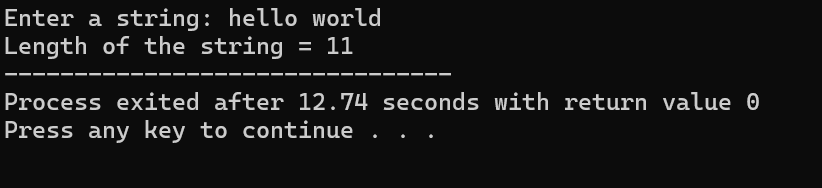 Enter a string: hello world
Length of the string = 11
--------------------------------
Process exited after 12.74 seconds with return value 0
Press any key to continue . . .